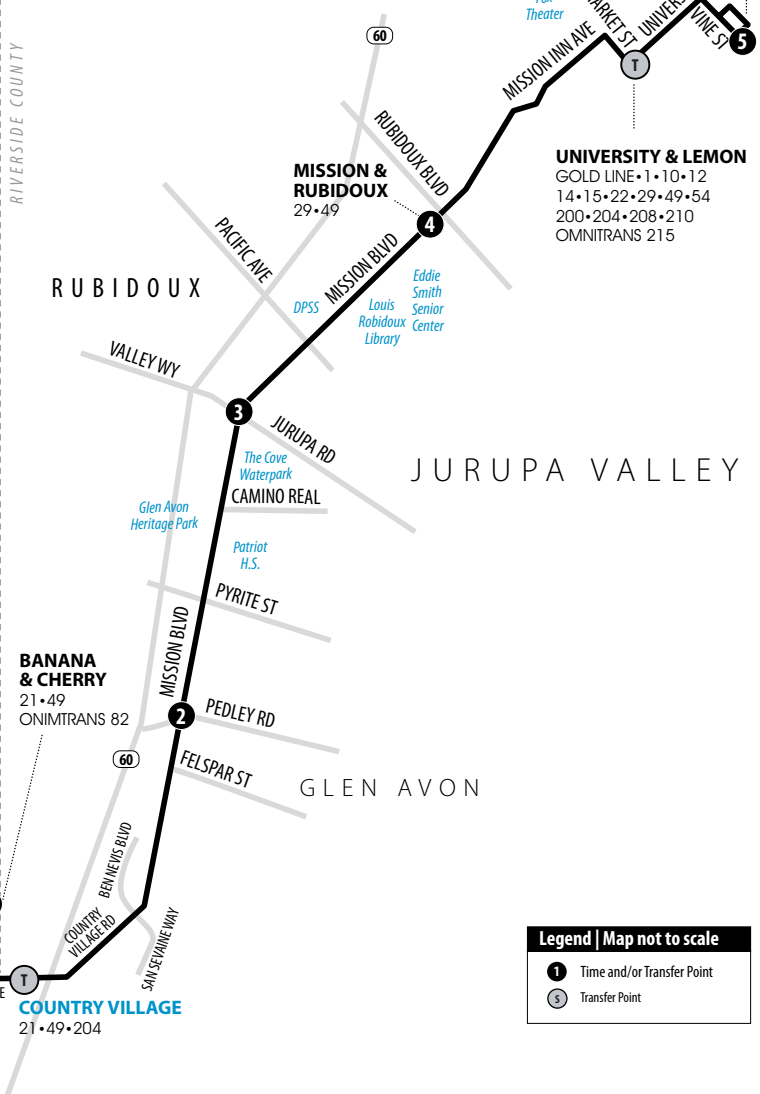 Fox
Theater
ARKET ST
UNIVERS
VINE ST
5
60
MISSION INN AVE
T
RIVERSIDE COUNTY
RUBIDOUX BLVD
UNIVERSITY & LEMON
GOLD LINE•1•10•12
14•15•22•29•49•54
200•204•208•210
OMNITRANS 215
MISSION &
RUBIDOUX
29•49
4
PACIFIC AVE
MISSION BLVD
RUBIDOUX
DPSS
Louis
Robidoux
Library
Eddie
Smith
Senior
Center
VALLEY WY
3
JURUPA RD
The Cove
Waterpark
JURUPA VALLEY
CAMINO REAL
Glen Avon
Heritage Park
Patriot
H.S.
PYRITE ST
MISSION BLVD
BANANA
& CHERRY
21•49
ONIMTRANS 82
2
PEDLEY RD
60
FELSPAR ST
GLEN AVON
BEN NEVIS BLVD
COUNTRY
VILLAGE RD
SAN SEVAINE WAY
T
E
COUNTRY VILLAGE
21•49•204
Legend | Map not to scale
1 Time and/or Transfer Point
S Transfer Point